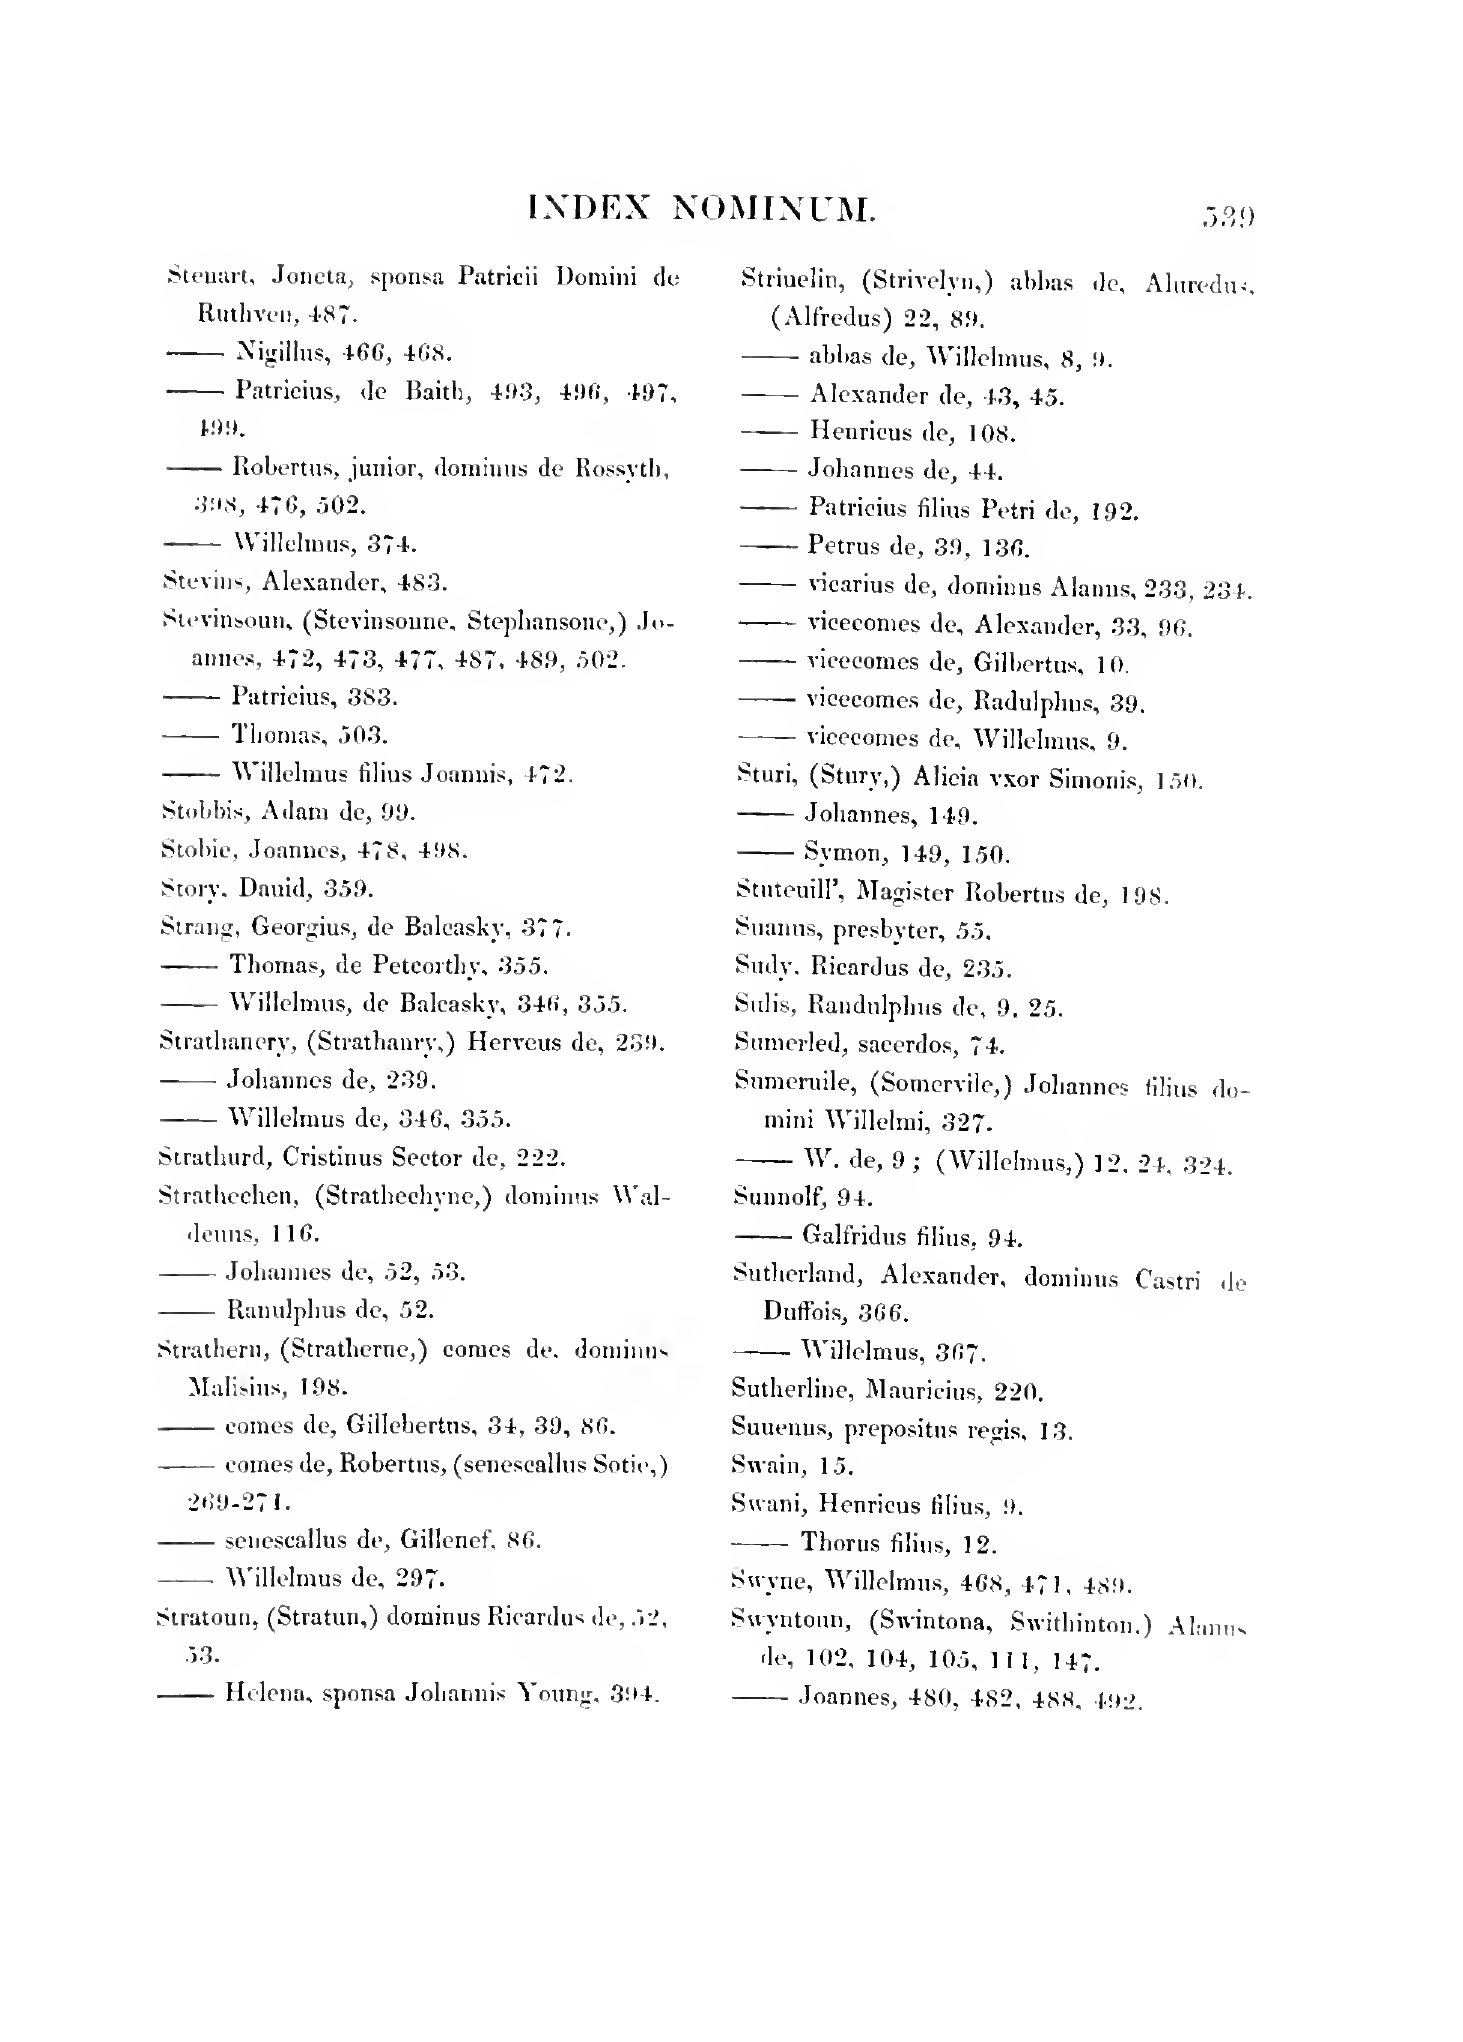 INDEX NOMINUM.
539
Steuart, Joneta, sponsa Patricii Domini de
Ruthven, 487.
—— Nigillus, 466, 468.
—— Patricius, de Baith, 493, 496, 497,
499.
—— Robertus, junior, dominus de Rossyth,
398, 476, 502.
—— Willelmus, 374.
Stevins, Alexander, 483.
Stevinsoun, (Stevinsoune, Stephansone,) Jo-
annes, 472, 473, 477, 487, 489, 502.
—— Patricius, 383.
—— Thomas, 503.
—— Willelmus filius Joannis, 472.
Stobbis, Adam de, 99.
Stobie, Joannes, 478, 498.
Story, Dauid, 359.
Strang, Georgius, de Balcasky, 377.
—— Thomas, de Petcorthy, 355.
—— Willelmus, de Balcasky, 346, 355.
Strathanery, (Strathanry,) Herveus de, 239.
—— Johannes de, 239.
—— Willelmus de, 346, 355.
Strathurd, Cristinus Sector de, 222.
Strathechen, (Strathechyne,) dominus Wal-
deuus, 116.
—— Johannes de, 52, 53.
—— Ranulphus de, 52.
Strathern, (Stratherne,) comes de, dominus
Malisius, 198.
—— comes de, Gillebertus, 34, 39, 86.
—— comes de, Robertus, (senescallus Sotie,)
269-271.
—— senescallus de, Gillenef, 86.
—— Willelmus de, 297.
Stratoun, (Stratun,) dominus Ricardus de, 52,
53.
—— Helena, sponsa Johannis Young, 394.
Striuelin, (Strivelyn,) abbas de, Aluredus,
(Alfredus) 22, 89.
—— abbas de, Willelmus, 8, 9.
—— Alexander de, 43, 45.
—— Henricus de, 108.
—— Johannes de, 44.
—— Patricius filius Petri de, 192.
—— Petrus de, 39, 136.
—— vicarius de, dominus Alanus, 233, 234.
—— vicecomes de, Alexander, 33, 96.
—— vicecomes de, Gilbertus, 10.
—— vicecomes de, Radulphus, 39.
—— vicecomes de, Willelmus, 9.
Sturi, (Stury,) Alicia vxor Simonis, 150.
—— Johannes, 149.
—— Symon, 149, 150.
Stuteuill', Magister Robertus de, 198.
Suanus, presbyter, 55.
Sudy, Ricardus de, 235.
Sulis, Randulphus de, 9, 25.
Sumerled, sacerdos, 74.
Sumeruile, (Somervile,) Johannes filius do-
mini Willelmi, 327.
—— W. de, 9 ; (Willelmus,) 12, 24, 324.
Sunnolf, 94.
—— Galfridus filius, 94.
Sutherland, Alexander, dominus Castri de
Duffois, 366.
—— Willelmus, 367.
Sutherline, Mauricius, 220.
Suuenus, prepositus regis, 13.
Swain, 15.
Swani, Henricus filius, 9.
—— Thorus filius, 12.
Swyne, Willelmus, 468, 471, 489.
Swyntoun, (Swintona, Swithinton,) Alanus
de, 102, 104, 105, 111, 147.
—— Joannes, 480, 482, 488, 492.